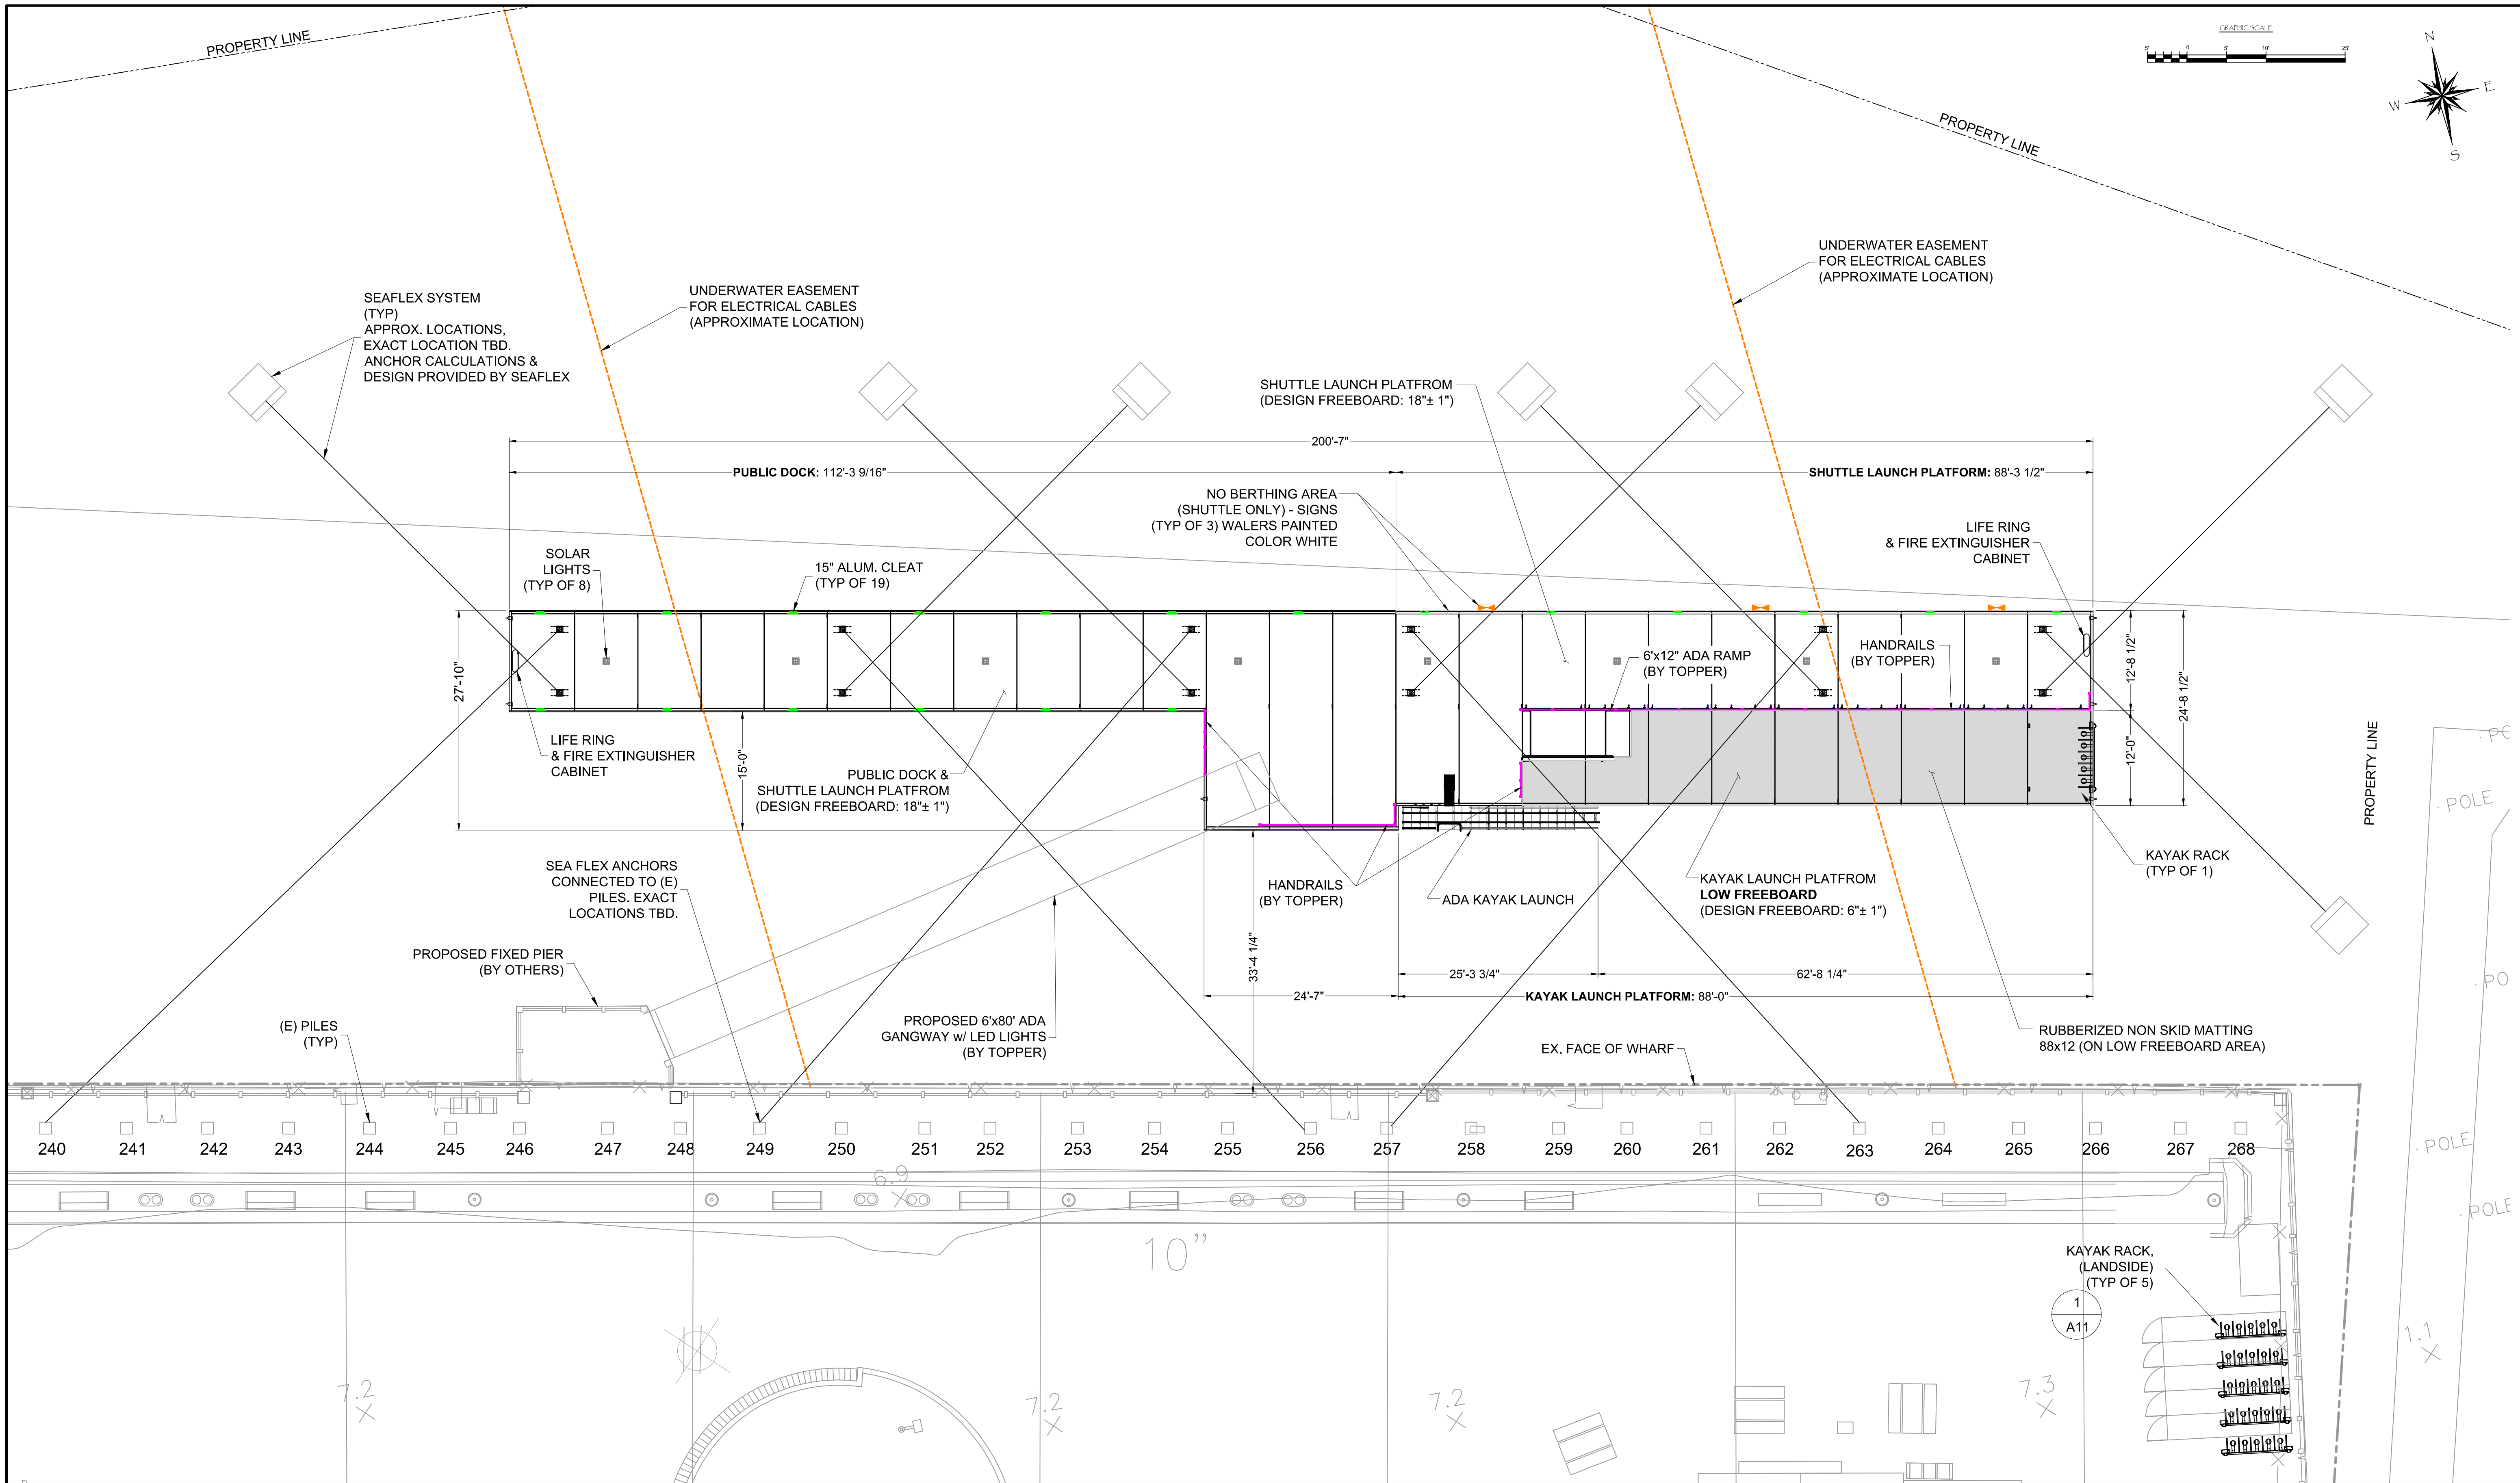 PROPERTY LINE
GRAPHIC SCALE
5'
0
5'
10'
25'
N
E
W
S
PROPERTY LINE
UNDERWATER EASEMENT
FOR ELECTRICAL CABLES
(APPROXIMATE LOCATION)
SEAFLEX SYSTEM
(TYP)
APPROX. LOCATIONS,
EXACT LOCATION TBD.
ANCHOR CALCULATIONS &
DESIGN PROVIDED BY SEAFLEX
UNDERWATER EASEMENT
FOR ELECTRICAL CABLES
(APPROXIMATE LOCATION)
SHUTTLE LAUNCH PLATFROM
(DESIGN FREEBOARD: 18"± 1")
200'-7"
PUBLIC DOCK: 112'-3 9/16"
SHUTTLE LAUNCH PLATFORM: 88'-3 1/2"
NO BERTHING AREA
(SHUTTLE ONLY) - SIGNS
(TYP OF 3) WALERS PAINTED
COLOR WHITE
LIFE RING
& FIRE EXTINGUISHER
CABINET
SOLAR
LIGHTS
(TYP OF 8)
15" ALUM. CLEAT
(TYP OF 19)
27'-10"
6'x12" ADA RAMP
(BY TOPPER)
HANDRAILS
(BY TOPPER)
12'-8 1/2"
24'-8 1/2"
12'-0"
LIFE RING
& FIRE EXTINGUISHER
CABINET
15'-0"
PUBLIC DOCK &
SHUTTLE LAUNCH PLATFROM
(DESIGN FREEBOARD: 18"± 1")
PROPERTY LINE
POLE
SEA FLEX ANCHORS
CONNECTED TO (E)
PILES. EXACT
LOCATIONS TBD.
HANDRAILS
(BY TOPPER)
ADA KAYAK LAUNCH
KAYAK LAUNCH PLATFROM
LOW FREEBOARD
(DESIGN FREEBOARD: 6"± 1")
KAYAK RACK
(TYP OF 1)
PROPOSED FIXED PIER
(BY OTHERS)
33'-4 1/4"
25'-3 3/4"
62'-8 1/4"
24'-7"
KAYAK LAUNCH PLATFORM: 88'-0"
(E) PILES
(TYP)
PROPOSED 6'x80' ADA
GANGWAY w/ LED LIGHTS
(BY TOPPER)
EX. FACE OF WHARF
RUBBERIZED NON SKID MATTING
88x12 (ON LOW FREEBOARD AREA)
240 241 242 243 244 245 246 247 248 249 250 251 252 253 254 255 256 257 258 259 260 261 262 263 264 265 266 267 268
POLE
6.9
POLE
10"
KAYAK RACK,
(LANDSIDE)
(TYP OF 5)
1
A11
1.1
7.2
7.2
7.2
7.3